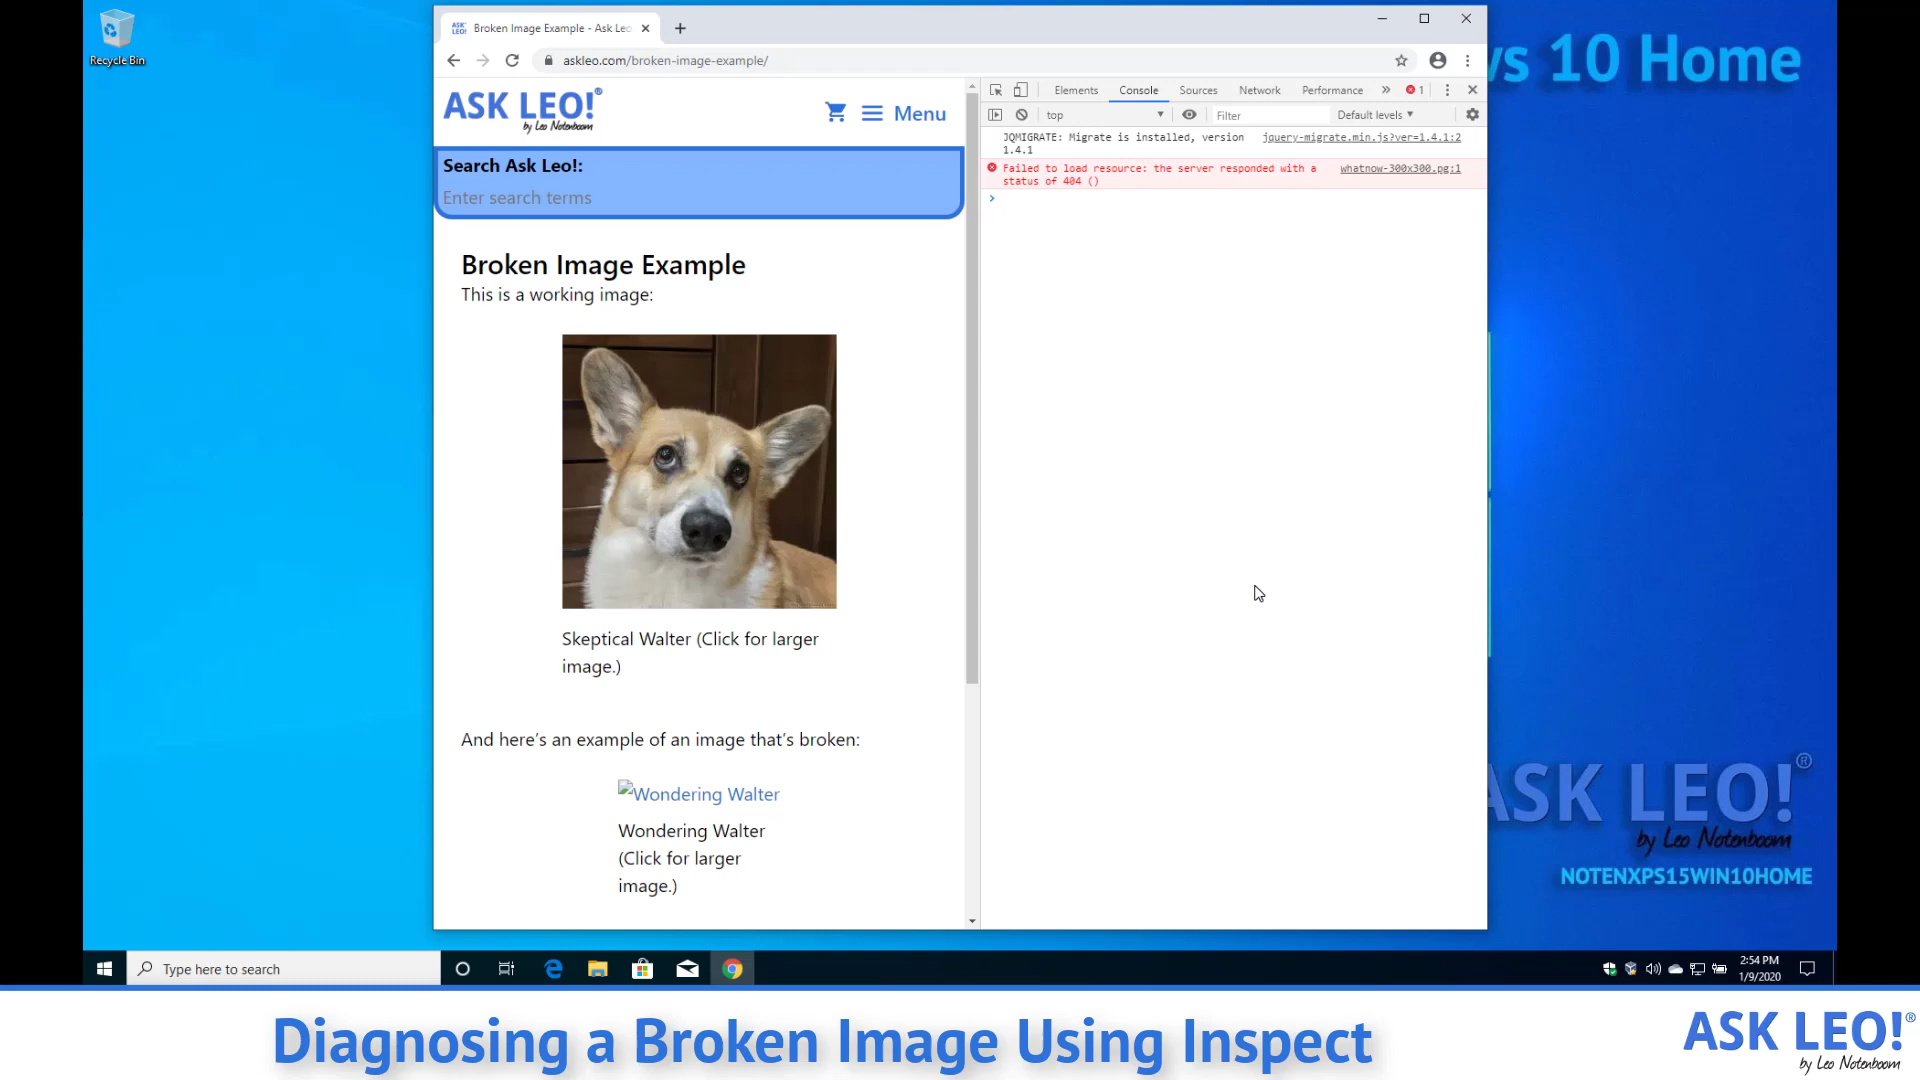 Recycle Bin
Broken Image Example - Ask Leo
askleo.com/broken-image-example/
ws 10 Home
ASK LEO!®
by Leo Notenboom
Menu
Search Ask Leo!:
Enter search terms
Broken Image Example
This is a working image:
Skeptical Walter (Click for larger
image.)
And here's an example of an image that's broken:
Wondering Walter
Wondering Walter
(Click for larger
image.)
Elements Console Sources Network Performance » 1
top Filter Default levels
JQMIGRATE: Migrate is installed, version jquery-migrate.min.js?ver=1.4.1:2
1.4.1
Failed to load resource: the server responded with a whatnow-300x300.pg:1
status of 404 ()
ASK LEO!®
by Leo Notenboom
NOTENXPS15WIN10HOME
Type here to search
2:54 PM
1/9/2020
Diagnosing a Broken Image Using Inspect
ASK LEO!®
by Leo Notenboom